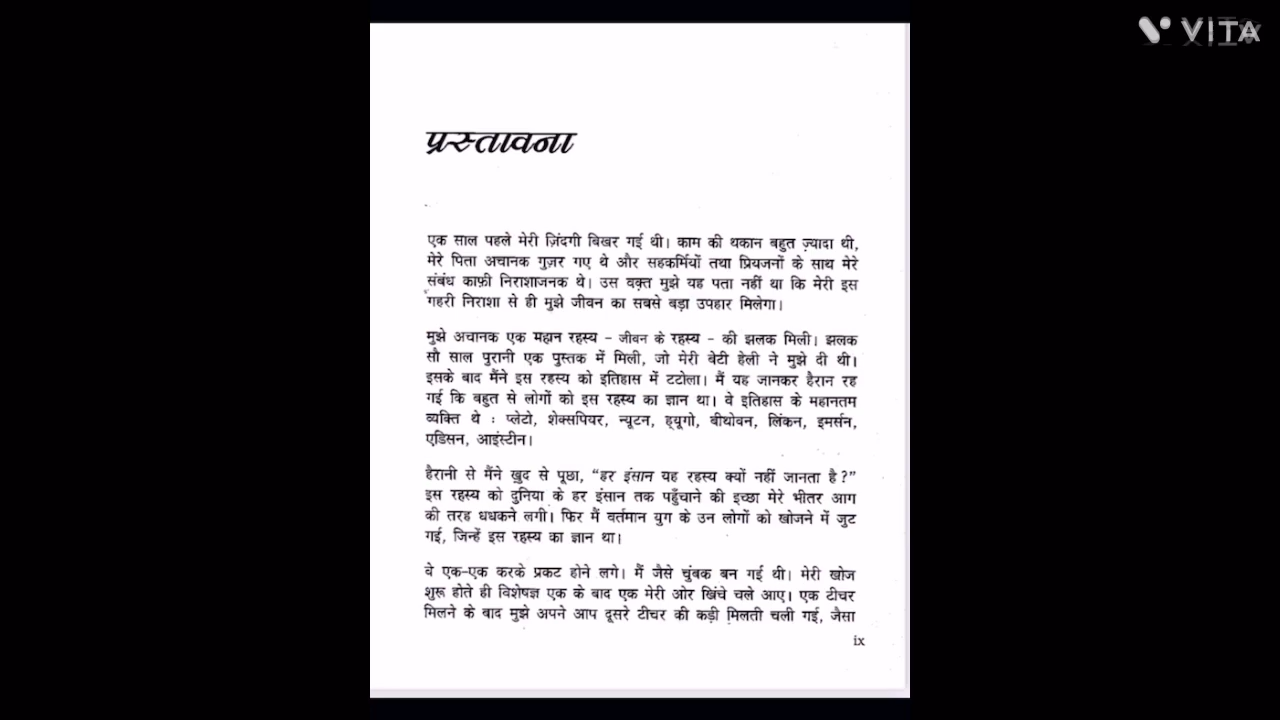 VITA
प्रस्तावना
एक साल पहले मेरी ज़िंदगी बिखर गई थी। काम की थकान बहुत ज़्यादा थी,
मेरे पिता अचानक गुज़र गए थे और सहकर्मियों तथा प्रियजनों के साथ मेरे
संबंध काफ़ी निराशाजनक थे। उस वक़्त मुझे यह पता नहीं था कि मेरी इस
गहरी निराशा से ही मुझे जीवन का सबसे बड़ा उपहार मिलेगा।
मुझे अचानक एक महान रहस्य - जीवन के रहस्य - की झलक मिली। झलक
सौ साल पुरानी एक पुस्तक में मिली, जो मेरी बेटी हेली ने मुझे दी थी।
इसके बाद मैंने इस रहस्य को इतिहास में टटोला। मैं यह जानकर हैरान रह
गई कि बहुत से लोगों को इस रहस्य का ज्ञान था। वे इतिहास के महानतम
व्यक्ति थे : प्लेटो, शेक्सपियर, न्यूटन, ह्यूगो, बीथोवन, लिंकन, इमर्सन,
एडिसन, आइंस्टीन।
हैरानी से मैंने खुद से पूछा, “हर इंसान यह रहस्य क्यों नहीं जानता है?”
इस रहस्य को दुनिया के हर इंसान तक पहुँचाने की इच्छा मेरे भीतर आग
की तरह धधकने लगी। फिर मैं वर्तमान युग के उन लोगों को खोजने में जुट
गई, जिन्हें इस रहस्य का ज्ञान था।
वे एक-एक करके प्रकट होने लगे। मैं जैसे चुंबक बन गई थी। मेरी खोज
शुरू होते ही विशेषज्ञ एक के बाद एक मेरी ओर खिंचे चले आए। एक टीचर
मिलने के बाद मुझे अपने आप दूसरे टीचर की कड़ी मिलती चली गई, जैसा
ix